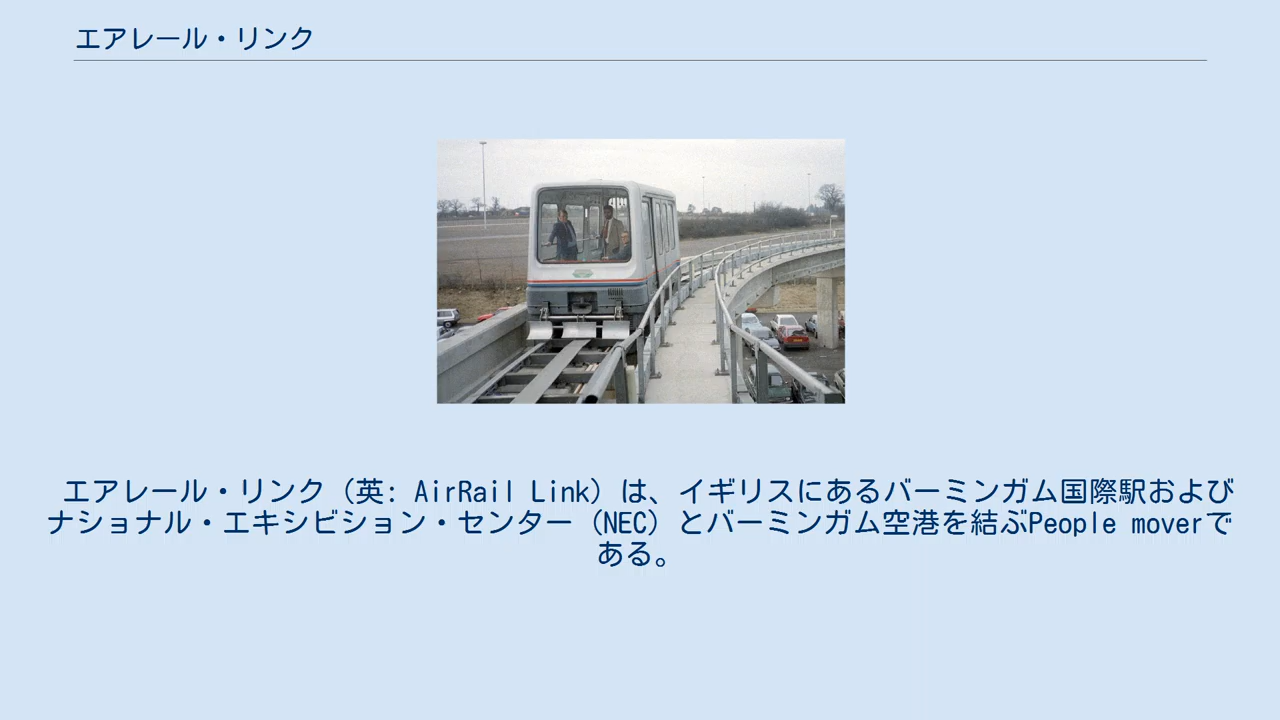 エアレール・リンク
エアレール・リンク（英: AirRail Link）は、イギリスにあるバーミンガム国際駅および
ナショナル・エキシビション・センター（NEC）とバーミンガム空港を結ぶPeople moverで
ある。